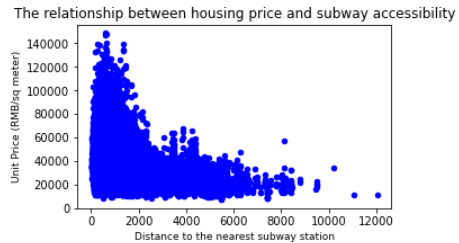 The relationship between housing price and subway accessibility
140000
120000
100000
80000
60000
40000
20000
0
Unit Price (RMB/sq meter)
0 2000 4000 6000 8000 10000 12000
Distance to the nearest subway station